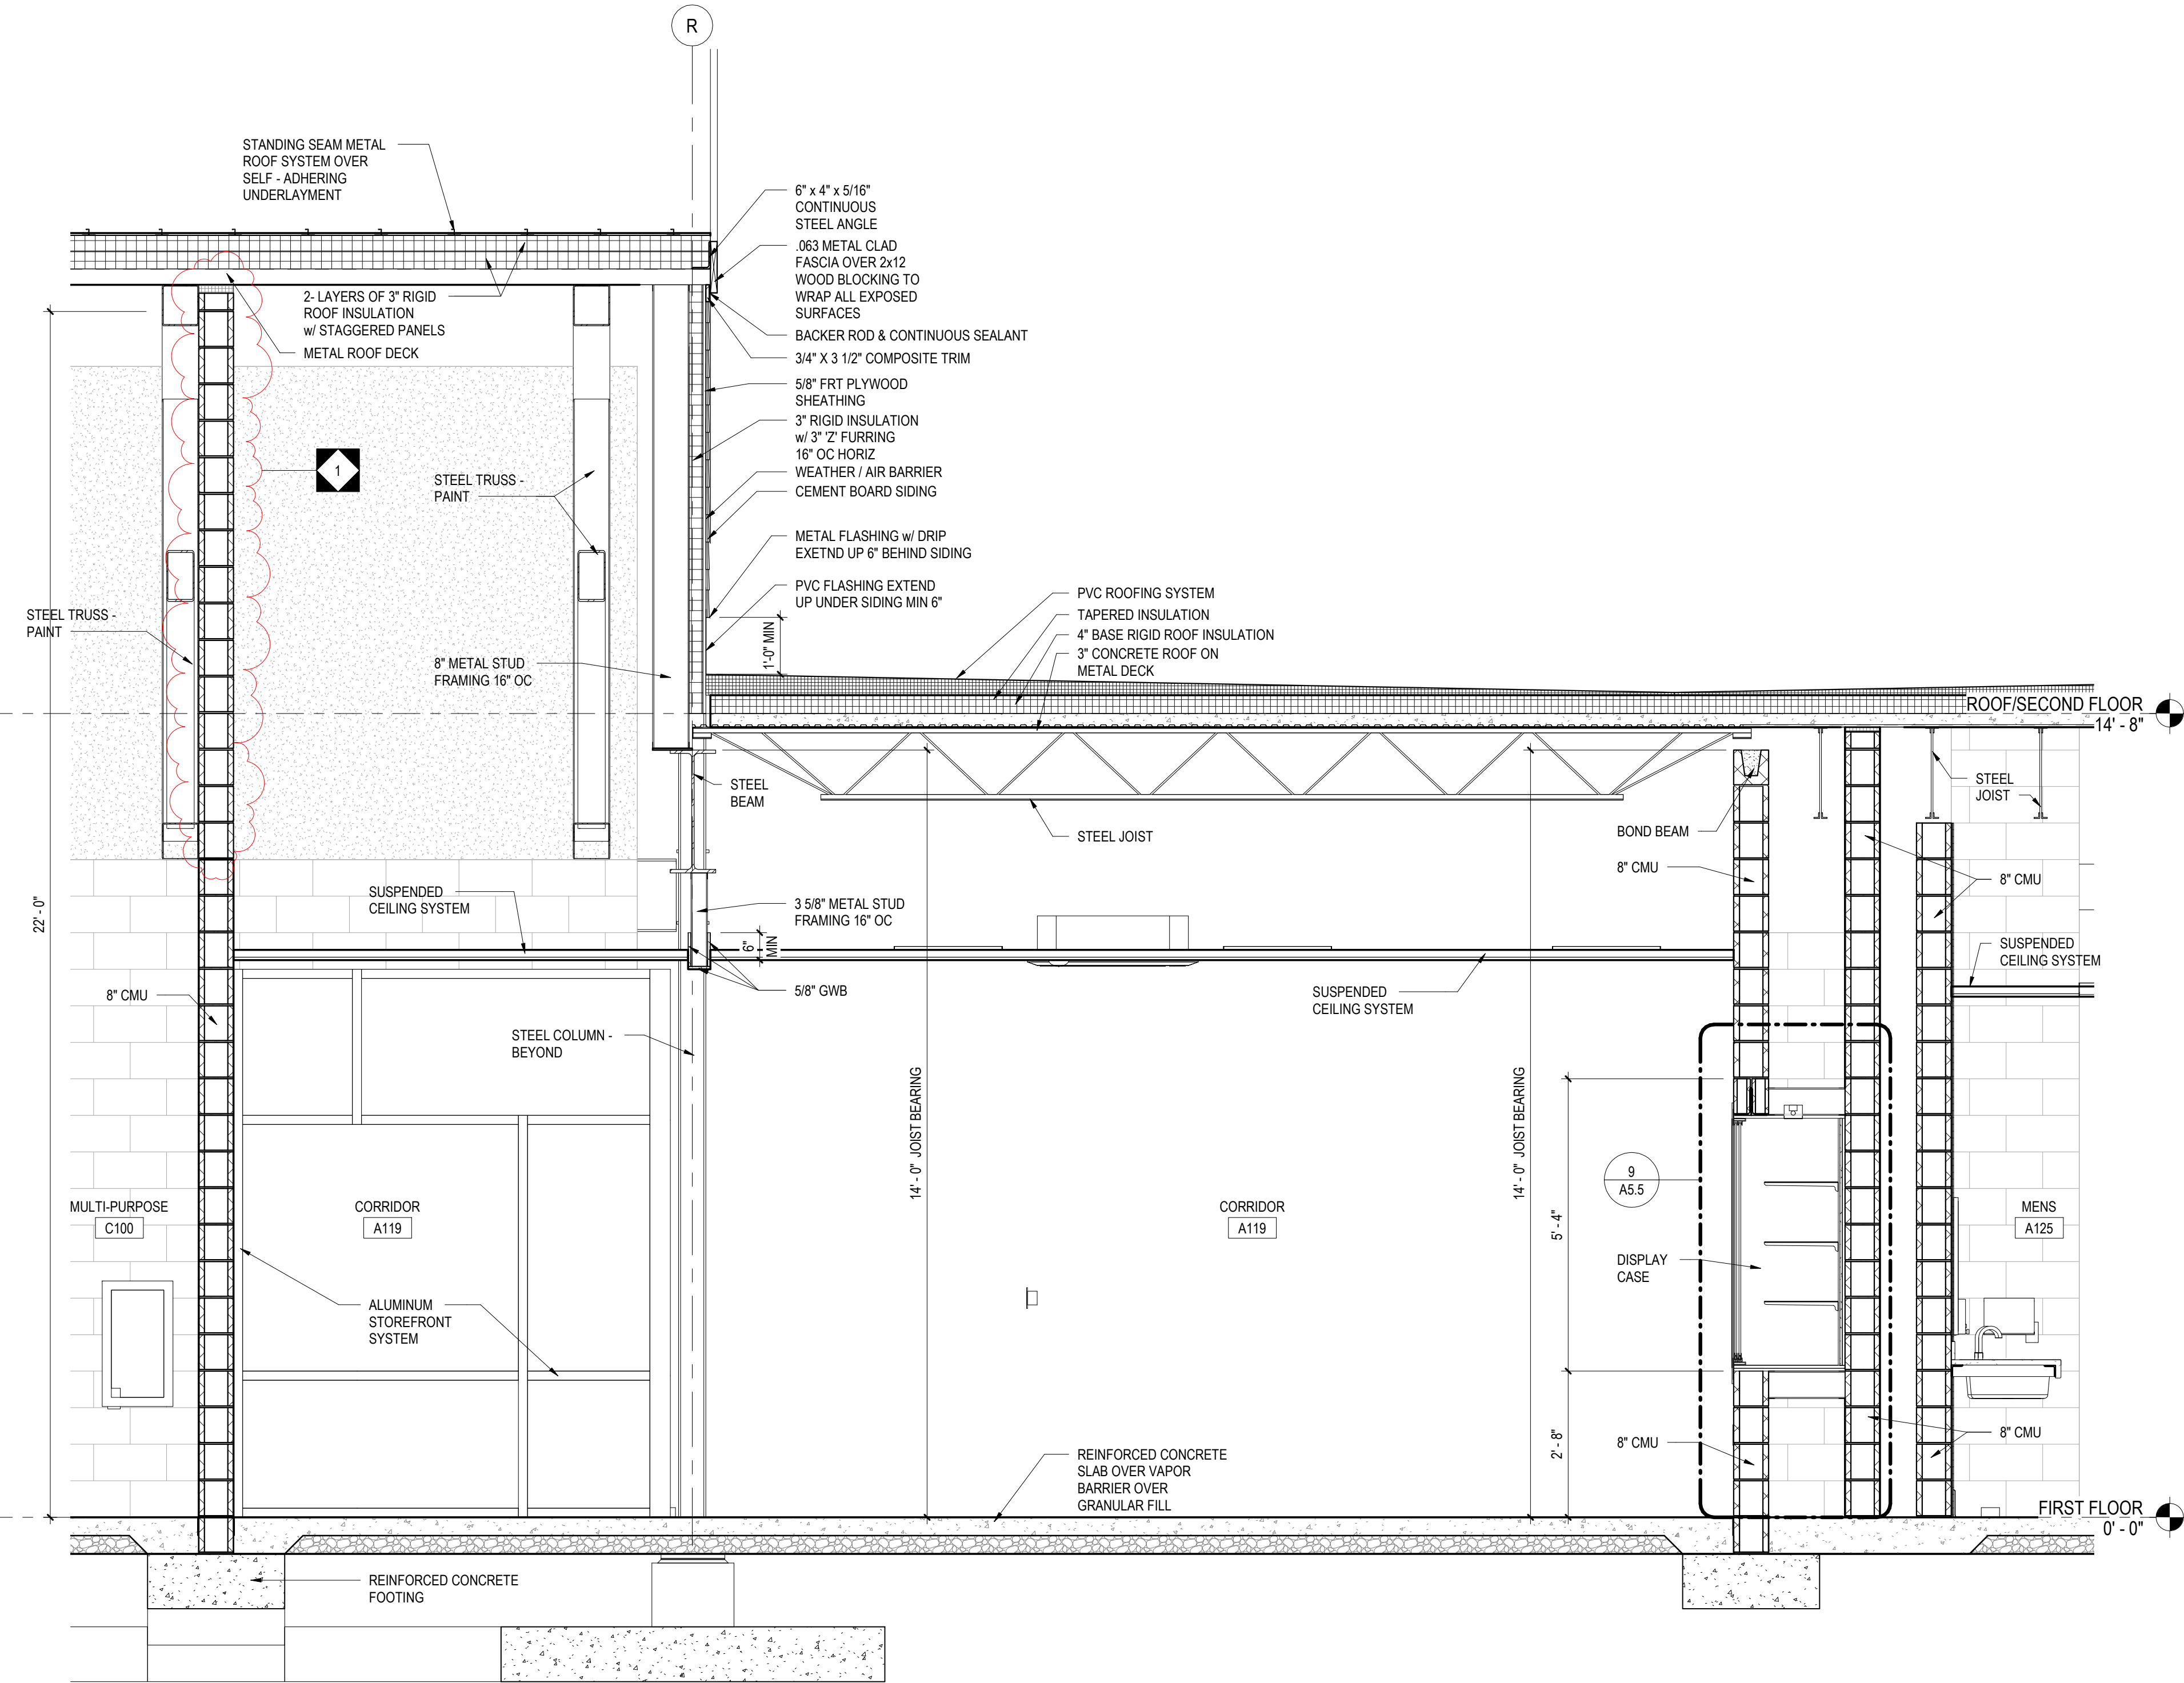 R
STANDING SEAM METAL
ROOF SYSTEM OVER
SELF - ADHERING
UNDERLAYMENT
6" x 4" x 5/16"
CONTINUOUS
STEEL ANGLE
.063 METAL CLAD
FASCIA OVER 2x12
WOOD BLOCKING TO
WRAP ALL EXPOSED
SURFACES
2- LAYERS OF 3" RIGID
ROOF INSULATION
w/ STAGGERED PANELS
METAL ROOF DECK
BACKER ROD & CONTINUOUS SEALANT
3/4" X 3 1/2" COMPOSITE TRIM
5/8" FRT PLYWOOD
SHEATHING
3" RIGID INSULATION
w/ 3" 'Z' FURRING
16" OC HORIZ
WEATHER / AIR BARRIER
CEMENT BOARD SIDING
1
STEEL TRUSS -
PAINT
METAL FLASHING w/ DRIP
EXETND UP 6" BEHIND SIDING
PVC FLASHING EXTEND
UP UNDER SIDING MIN 6"
STEEL TRUSS -
PAINT
8" METAL STUD
FRAMING 16" OC
1'-0" MIN
PVC ROOFING SYSTEM
TAPERED INSULATION
4" BASE RIGID ROOF INSULATION
3" CONCRETE ROOF ON
METAL DECK
ROOF/SECOND FLOOR
14' - 8"
STEEL
BEAM
STEEL JOIST
STEEL
JOIST
BOND BEAM
8" CMU
8" CMU
22' - 0"
SUSPENDED
CEILING SYSTEM
3 5/8" METAL STUD
FRAMING 16" OC
6"
MIN
5/8" GWB
SUSPENDED
CEILING SYSTEM
SUSPENDED
CEILING SYSTEM
8" CMU
STEEL COLUMN -
BEYOND
14' - 0"  JOIST BEARING
14' - 0"  JOIST BEARING
5' - 4"
9
A5.5
MULTI-PURPOSE
C100
CORRIDOR
A119
CORRIDOR
A119
MENS
A125
DISPLAY
CASE
ALUMINUM
STOREFRONT
SYSTEM
2' - 8"
8" CMU
8" CMU
REINFORCED CONCRETE
SLAB OVER VAPOR
BARRIER OVER
GRANULAR FILL
FIRST FLOOR
0' - 0"
REINFORCED CONCRETE
FOOTING